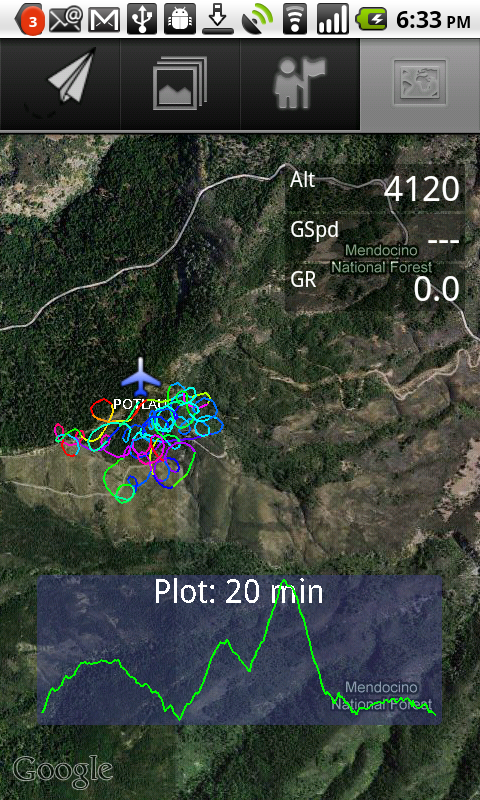 3
6:33 PM
Alt 4120
GSpd ---
Mendocino
National Forest
GR 0.0
Plot: 20 min
Mendocino
National Forest
Google